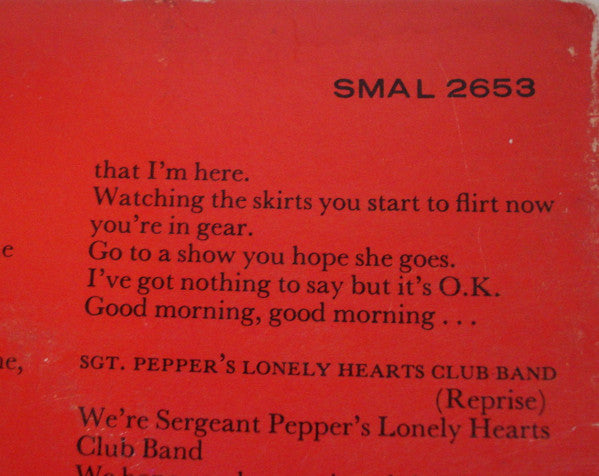 SMAL 2653
that I'm here.
Watching the skirts you start to flirt now
you're in gear.
Go to a show you hope she goes.
I've got nothing to say but it's O.K.
Good morning, good morning . . .
e
ne,
SGT. PEPPER'S LONELY HEARTS CLUB BAND
(Reprise)
We're Sergeant Pepper's Lonely Hearts
Club Band